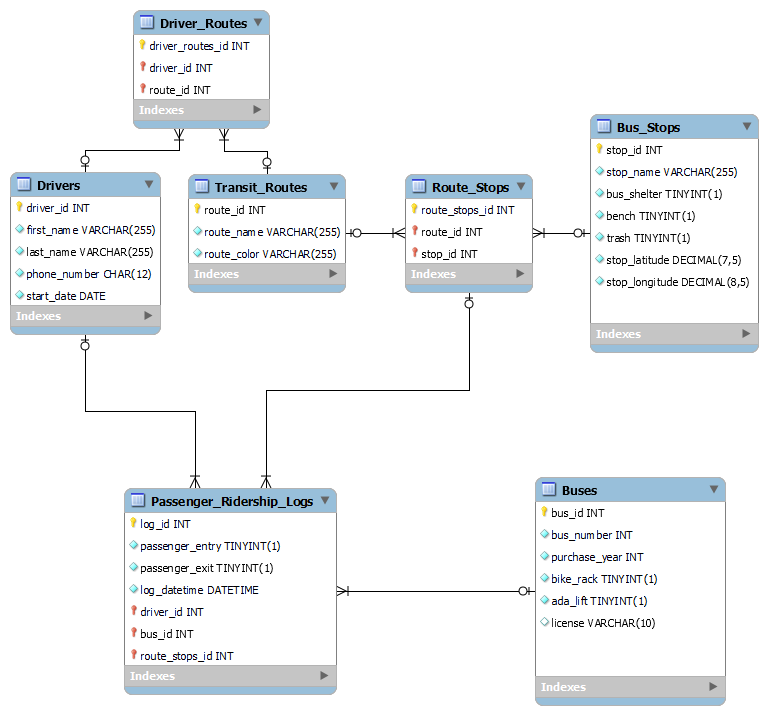 Driver_Routes
driver_routes_id INT
driver_id INT
route_id INT
Indexes
Drivers
driver_id INT
first_name VARCHAR(255)
last_name VARCHAR(255)
phone_number CHAR(12)
start_date DATE
Indexes
Transit_Routes
route_id INT
route_name VARCHAR(255)
route_color VARCHAR(255)
Indexes
Route_Stops
route_stops_id INT
route_id INT
stop_id INT
Indexes
Bus_Stops
stop_id INT
stop_name VARCHAR(255)
bus_shelter TINYINT(1)
bench TINYINT(1)
trash TINYINT(1)
stop_latitude DECIMAL(7,5)
stop_longitude DECIMAL(8,5)
Indexes
Passenger_Ridership_Logs
log_id INT
passenger_entry TINYINT(1)
passenger_exit TINYINT(1)
log_datetime DATETIME
driver_id INT
bus_id INT
route_stops_id INT
Indexes
Buses
bus_id INT
bus_number INT
purchase_year INT
bike_rack TINYINT(1)
ada_lift TINYINT(1)
license VARCHAR(10)
Indexes